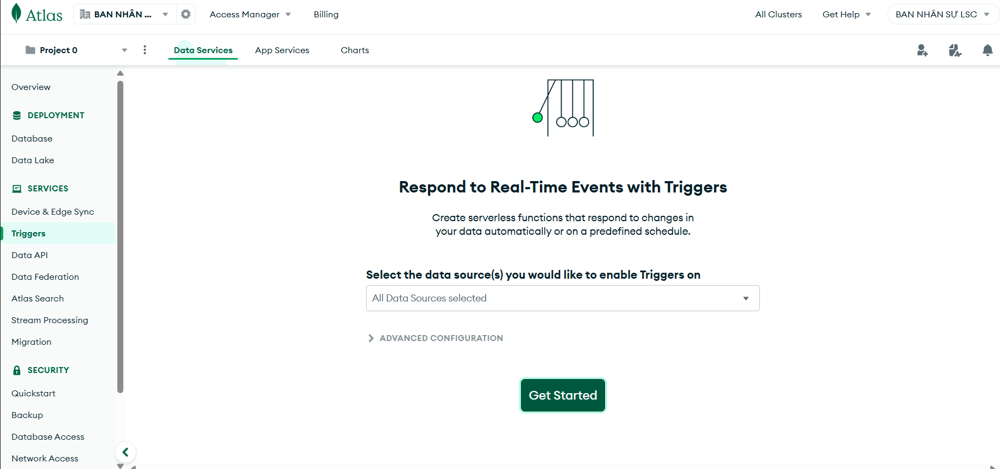 Atlas
BAN NHÂN ...
Access Manager
Billing
All Clusters
Get Help
BAN NHÂN SỰ LSC
Project 0
Data Services
App Services
Charts
Overview
DEPLOYMENT
Database
Data Lake
SERVICES
Device & Edge Sync
Triggers
Data API
Data Federation
Atlas Search
Stream Processing
Migration
SECURITY
Quickstart
Backup
Database Access
Network Access
Respond to Real-Time Events with Triggers
Create serverless functions that respond to changes in
your data automatically or on a predefined schedule.
Select the data source(s) you would like to enable Triggers on
All Data Sources selected
ADVANCED CONFIGURATION
Get Started